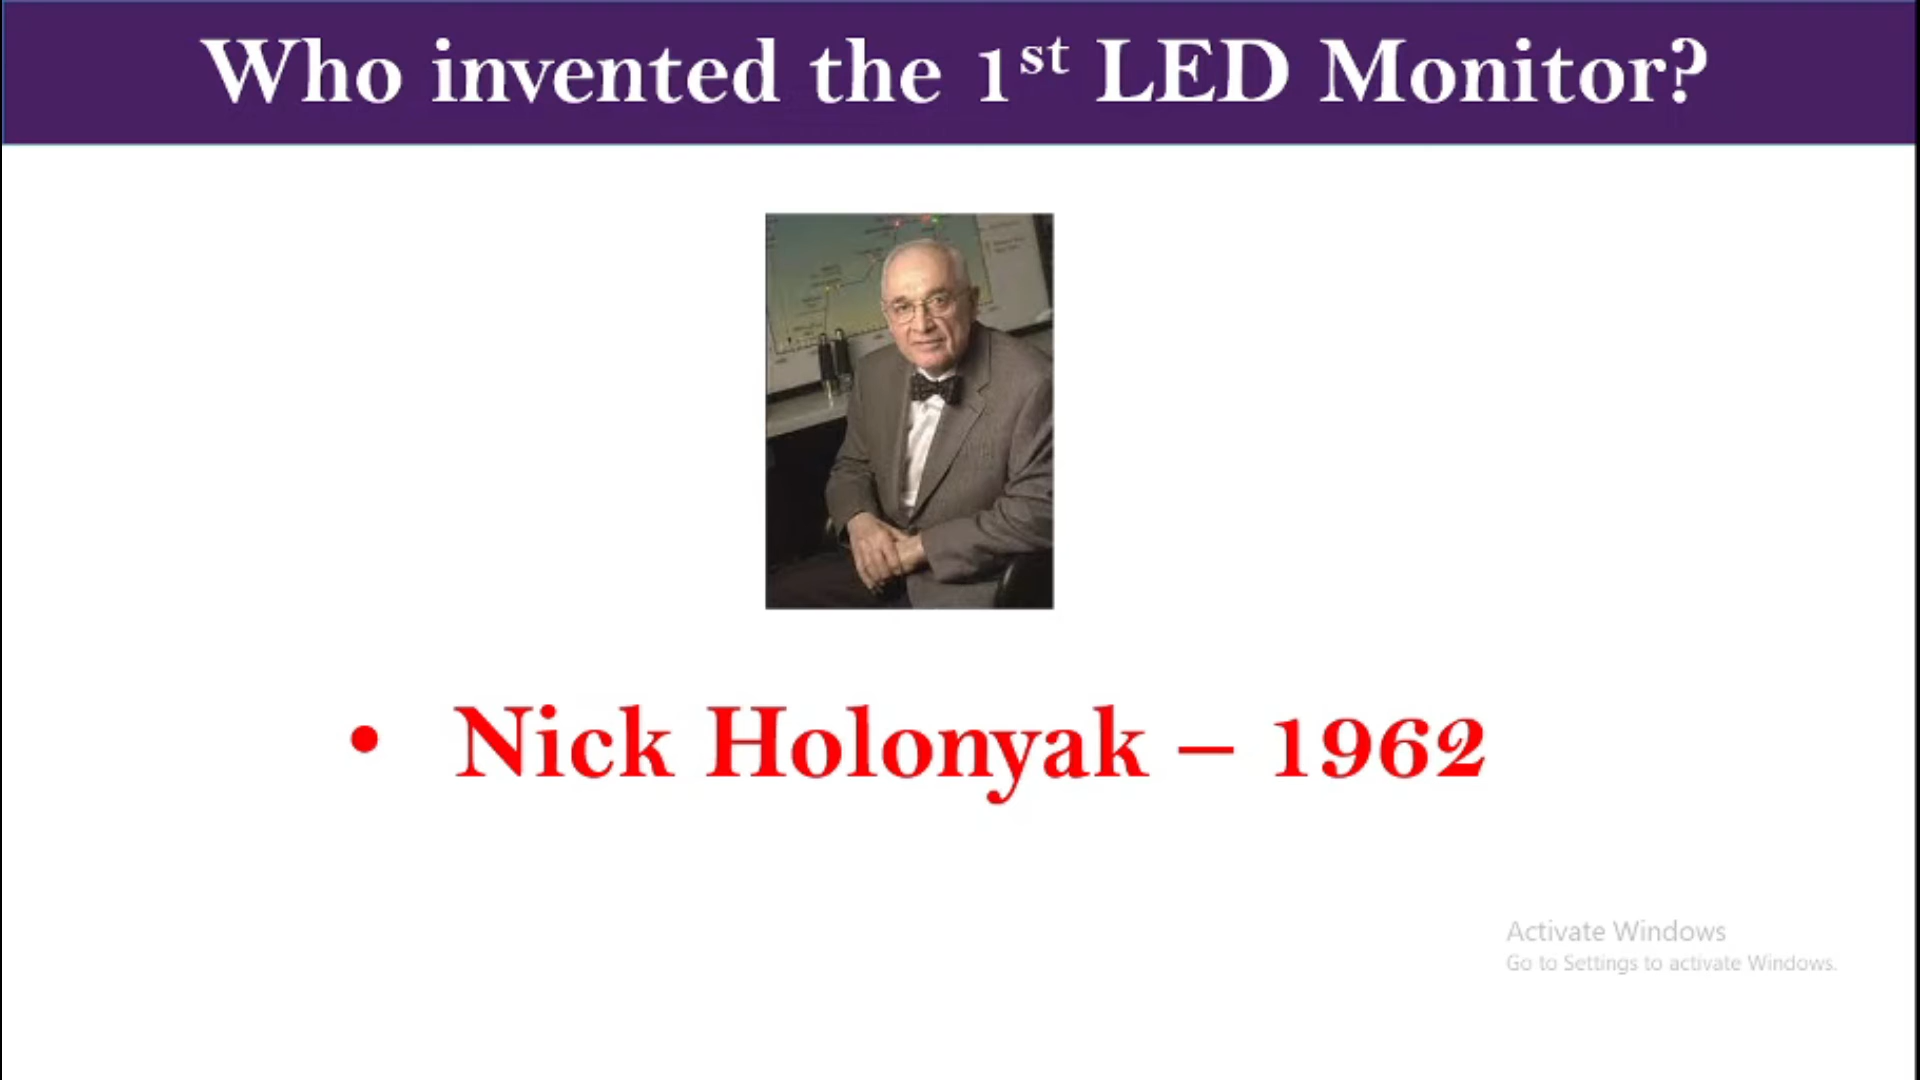 Who invented the 1st LED Monitor?
• Nick Holonyak – 1962
Activate Windows
Go to Settings to activate Windows.